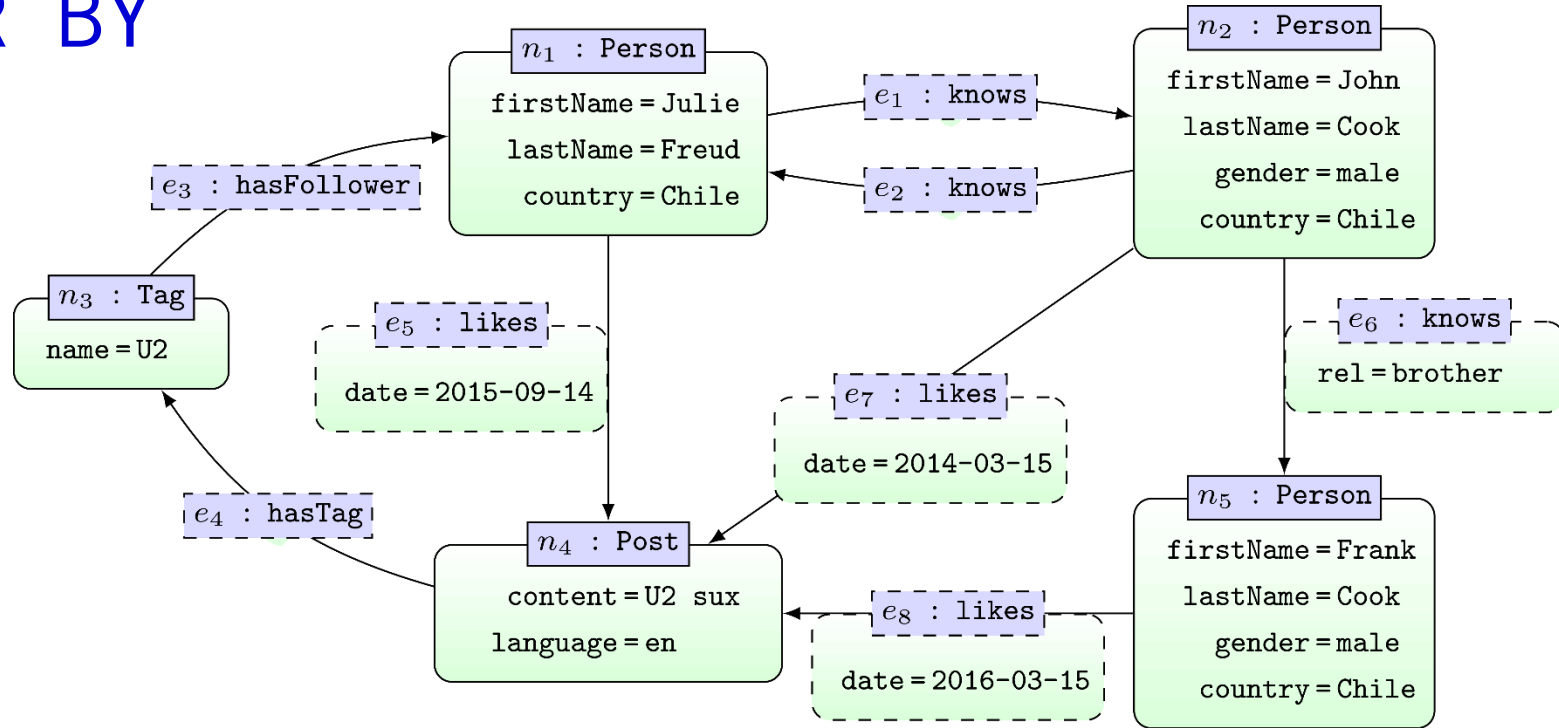 R BY
n₁ : Person
firstName = Julie
lastName = Freud
country = Chile
e₁ : knows
e₂ : knows
n₂ : Person
firstName = John
lastName = Cook
gender = male
country = Chile
e₃ : hasFollower
n₃ : Tag
name = U2
e₅ : likes
date = 2015-09-14
e₇ : likes
date = 2014-03-15
e₆ : knows
rel = brother
e₄ : hasTag
n₄ : Post
content = U2 sux
language = en
e₈ : likes
date = 2016-03-15
n₅ : Person
firstName = Frank
lastName = Cook
gender = male
country = Chile